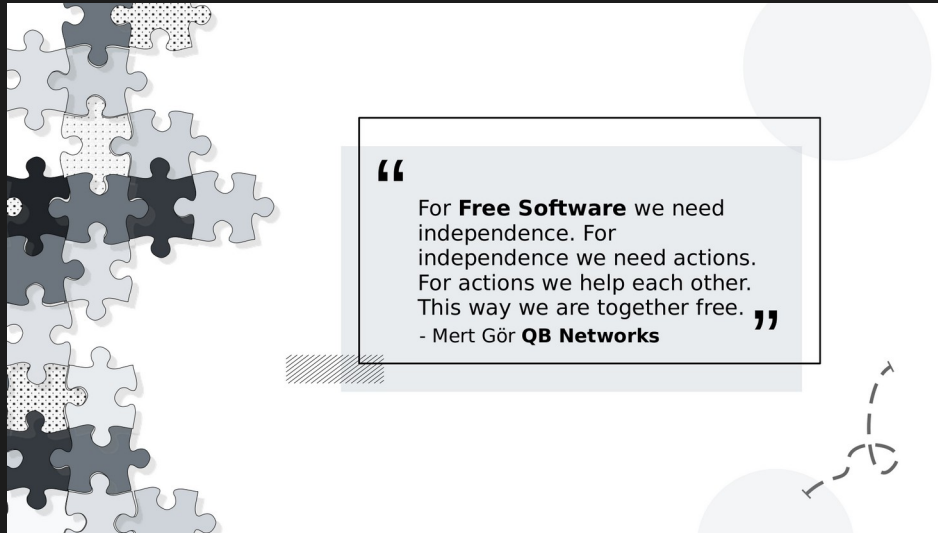 “
For Free Software we need
independence. For
independence we need actions.
For actions we help each other.
This way we are together free. ”
- Mert Gör QB Networks